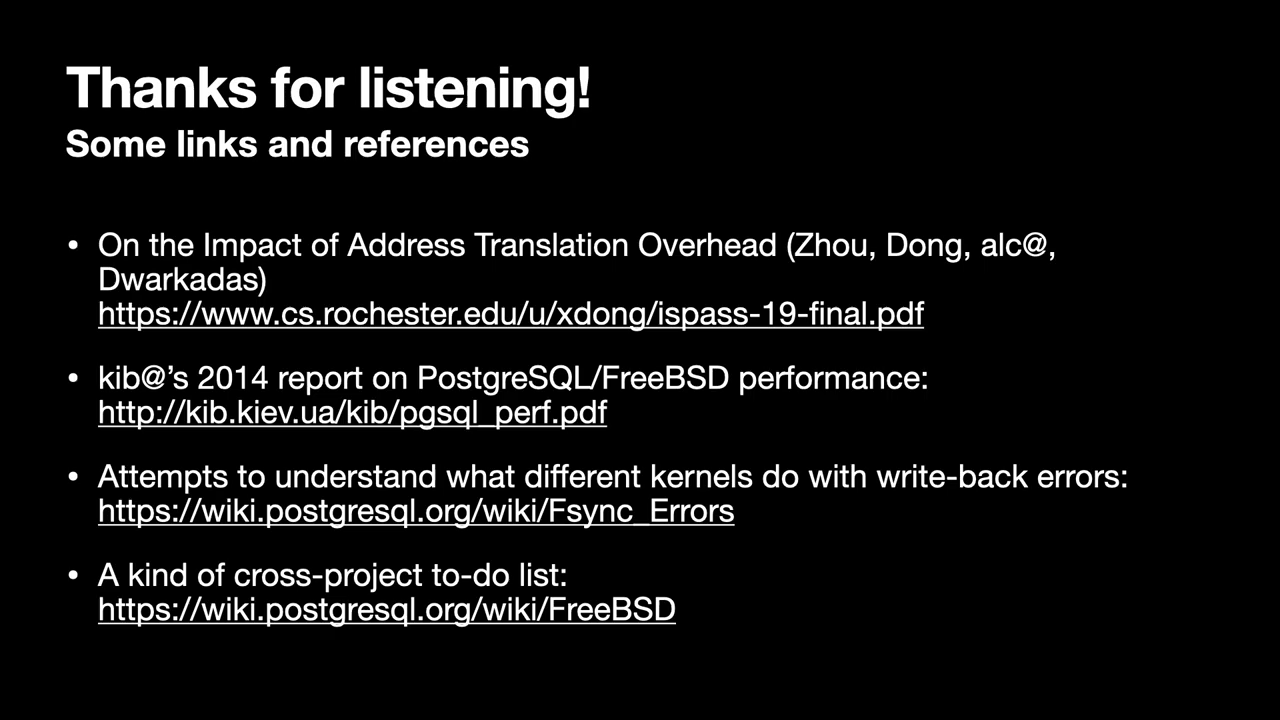 Thanks for listening!
Some links and references
• On the Impact of Address Translation Overhead (Zhou, Dong, alc@,
Dwarkadas)
https://www.cs.rochester.edu/u/xdong/ispass-19-final.pdf
• kib@’s 2014 report on PostgreSQL/FreeBSD performance:
http://kib.kiev.ua/kib/pgsql_perf.pdf
• Attempts to understand what different kernels do with write-back errors:
https://wiki.postgresql.org/wiki/Fsync_Errors
• A kind of cross-project to-do list:
https://wiki.postgresql.org/wiki/FreeBSD